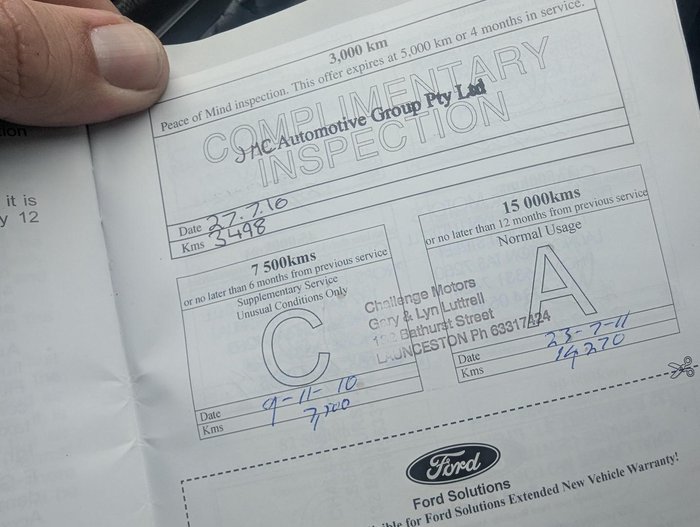 ion
it is
y 12
3,000 km
Peace of Mind inspection. This offer expires at 5,000 km or 4 months in service.
COMPLIMENTARY
JMC Automotive Group Pty Ltd
INSPECTION
Date 27.7.10
Kms 3498
7 500kms
or no later than 6 months from previous service
Supplementary Service
Unusual Conditions Only
C
Date 9-11-10
Kms
15 000kms
or no later than 12 months from previous service
Normal Usage
A
Challenge Motors
Gary & Lyn Luttrell
Bathurst Street
LAUNCESTON Ph 63317424
Date 23-7-11
Kms 14,270
Ford
Ford Solutions
for Ford Solutions Extended New Vehicle Warranty!